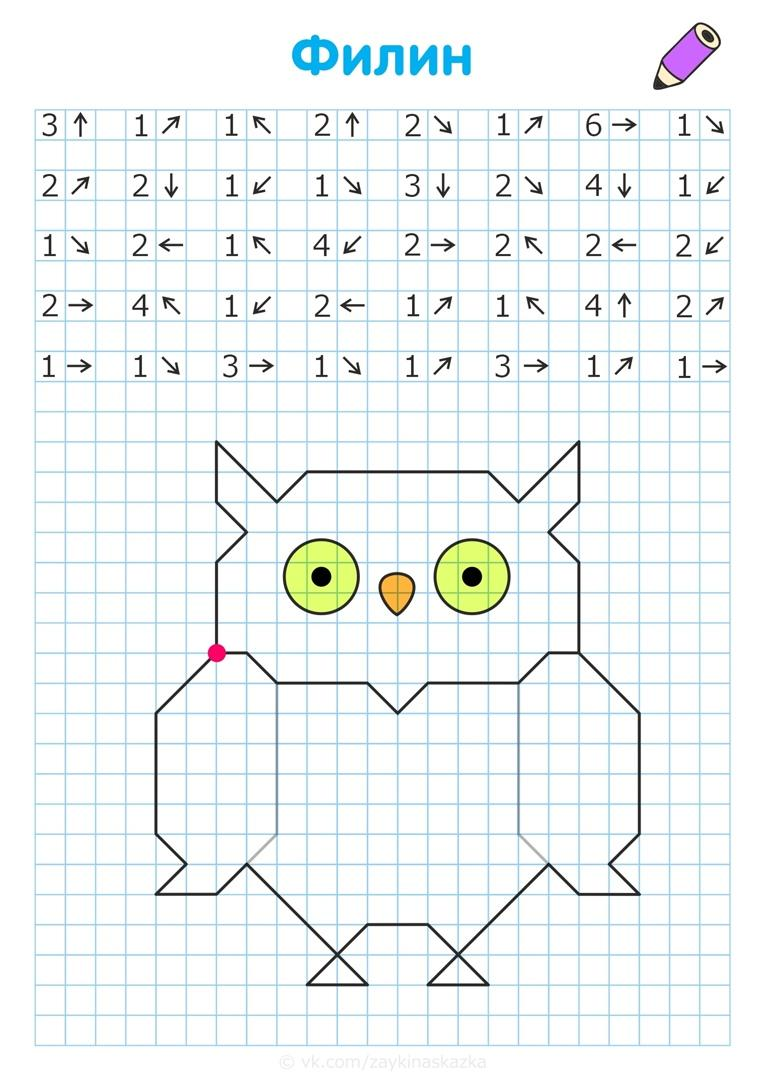 Филин
3 ↑ 1 ↗ 1 ↖ 2 ↑ 2 ↘ 1 ↗ 6 → 1 ↘
2 ↗ 2 ↓ 1 ↙ 1 ↘ 3 ↓ 2 ↘ 4 ↓ 1 ↙
1 ↘ 2 ← 1 ↖ 4 ↙ 2 → 2 ↖ 2 ← 2 ↙
2 → 4 ↖ 1 ↙ 2 ← 1 ↗ 1 ↖ 4 ↑ 2 ↗
1 → 1 ↘ 3 → 1 ↘ 1 ↗ 3 → 1 ↗ 1 →
© vk.com/zaykinaskazka